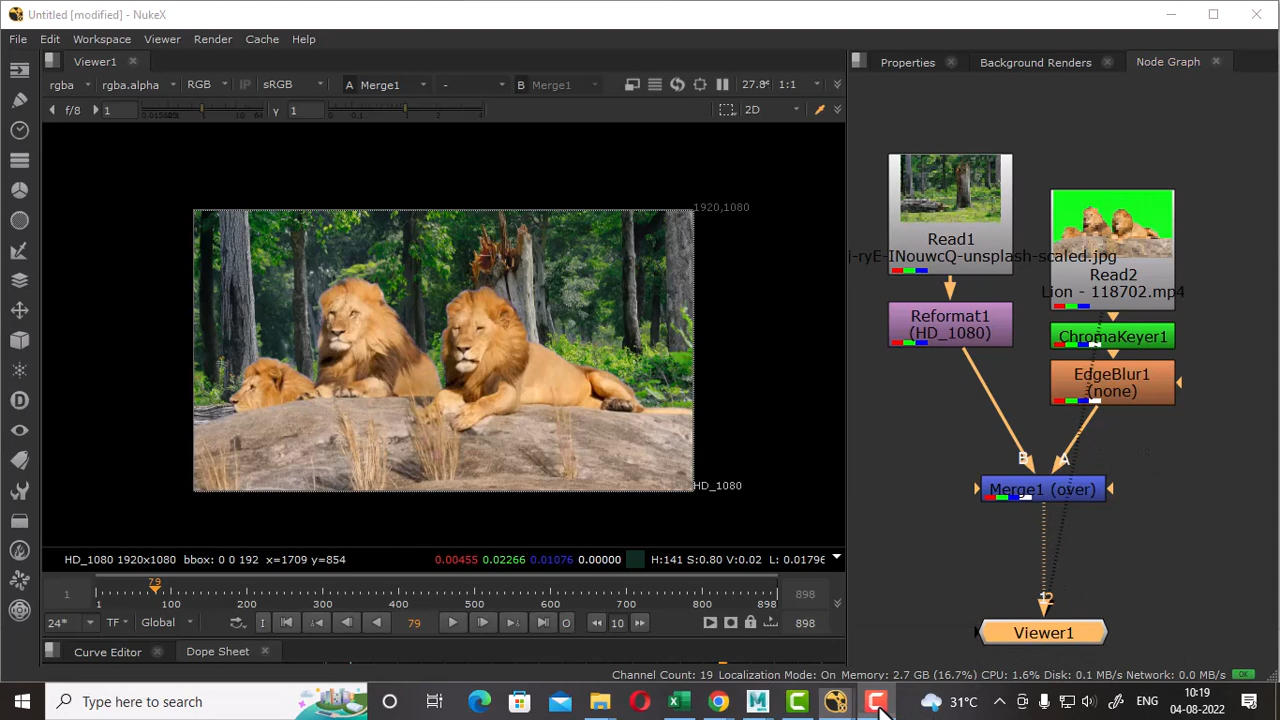 Untitled [modified] - NukeX
File Edit Workspace Viewer Render Cache Help
Viewer1
Properties Background Renders Node Graph
rgba rgba.alpha RGB IP sRGB A Merge1 - B Merge1 27.8% 1:1
f/8 1 γ 1 2D
1920,1080
HD_1080
Read1
j-ryE-INouwcQ-unsplash-scaled.jpg
Read2
Lion - 118702.mp4
Reformat1
(HD_1080)
ChromaKeyer1
EdgeBlur1
(none)
B A
Merge1 (over)
Viewer1
HD_1080 1920x1080 bbox: 0 0 192 x=1709 y=854 0.00455 0.02266 0.01076 0.00000 H:141 S:0.80 V:0.02 L: 0.01796
79
1 1 100 200 300 400 500 600 700 800 898 898
24* TF Global I 79 O 10 898
Curve Editor Dope Sheet
Channel Count: 19 Localization Mode: On Memory: 2.7 GB (16.7%) CPU: 1.6% Disk: 0.1 MB/s Network: 0.0 MB/s OK
Type here to search
31°C
ENG
10:19
04-08-2022